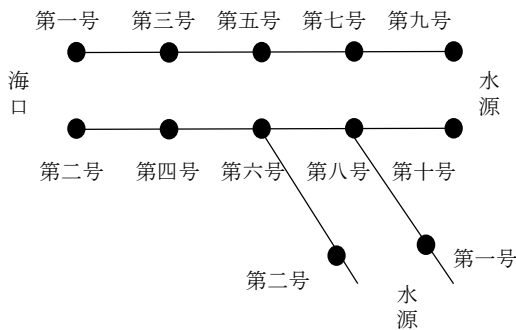 第一号 第三号 第五号 第七号 第九号
海口
水源
第二号 第四号 第六号 第八号 第十号
第二号
第一号
水源